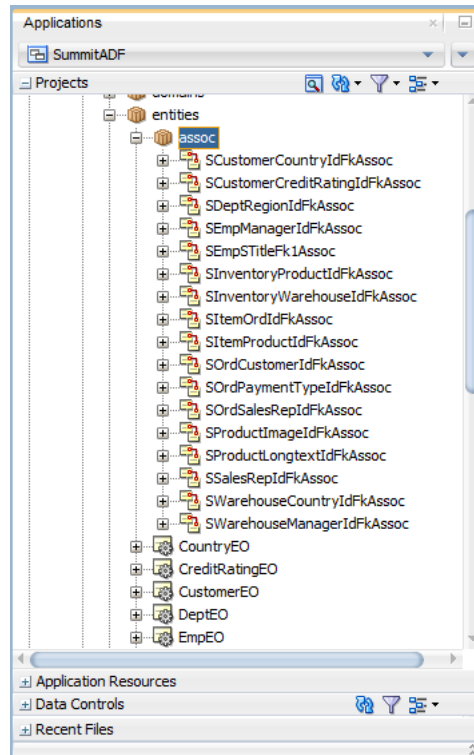 Applications
SummitADF
Projects
domains
entities
assoc
SCustomerCountryIdFkAssoc
SCustomerCreditRatingIdFkAssoc
SDeptRegionIdFkAssoc
SEmpManagerIdFkAssoc
SEmpSTitleFk1Assoc
SInventoryProductIdFkAssoc
SInventoryWarehouseIdFkAssoc
SItemOrdIdFkAssoc
SItemProductIdFkAssoc
SOrdCustomerIdFkAssoc
SOrdPaymentTypeIdFkAssoc
SOrdSalesRepIdFkAssoc
SProductImageIdFkAssoc
SProductLongtextIdFkAssoc
SSalesRepIdFkAssoc
SWarehouseCountryIdFkAssoc
SWarehouseManagerIdFkAssoc
CountryEO
CreditRatingEO
CustomerEO
DeptEO
EmpEO
Application Resources
Data Controls
Recent Files